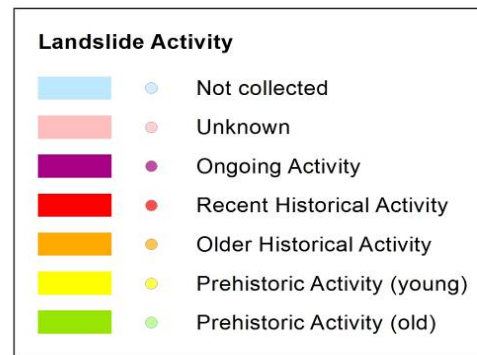 Landslide Activity
Not collected
Unknown
Ongoing Activity
Recent Historical Activity
Older Historical Activity
Prehistoric Activity (young)
Prehistoric Activity (old)